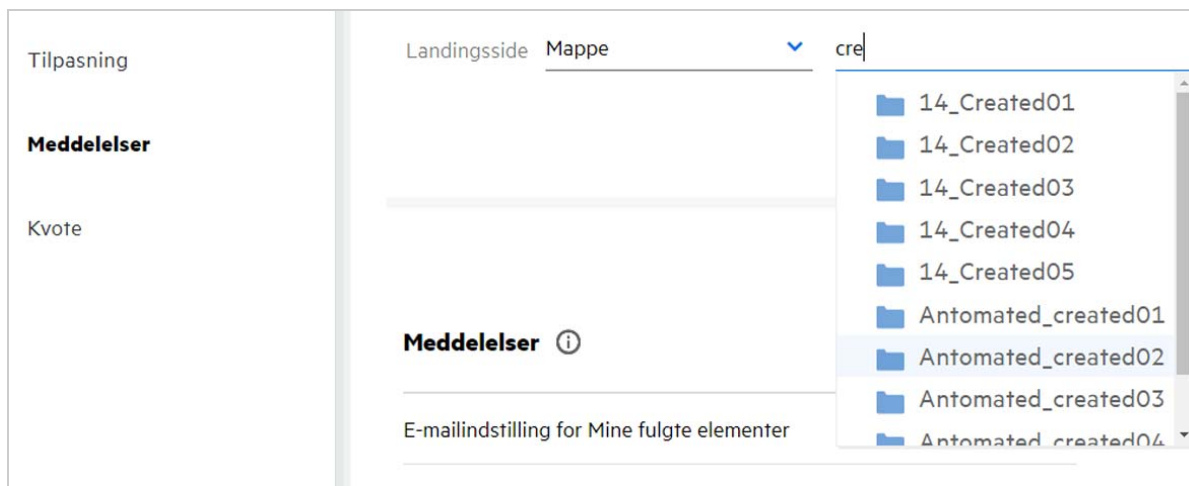 Tilpasning
Meddelelser
Kvote
Landingsside Mappe cre
14_Created01
14_Created02
14_Created03
14_Created04
14_Created05
Antomated_created01
Antomated_created02
Antomated_created03
Antomated_created04
Meddelelser
E-mailindstilling for Mine fulgte elementer